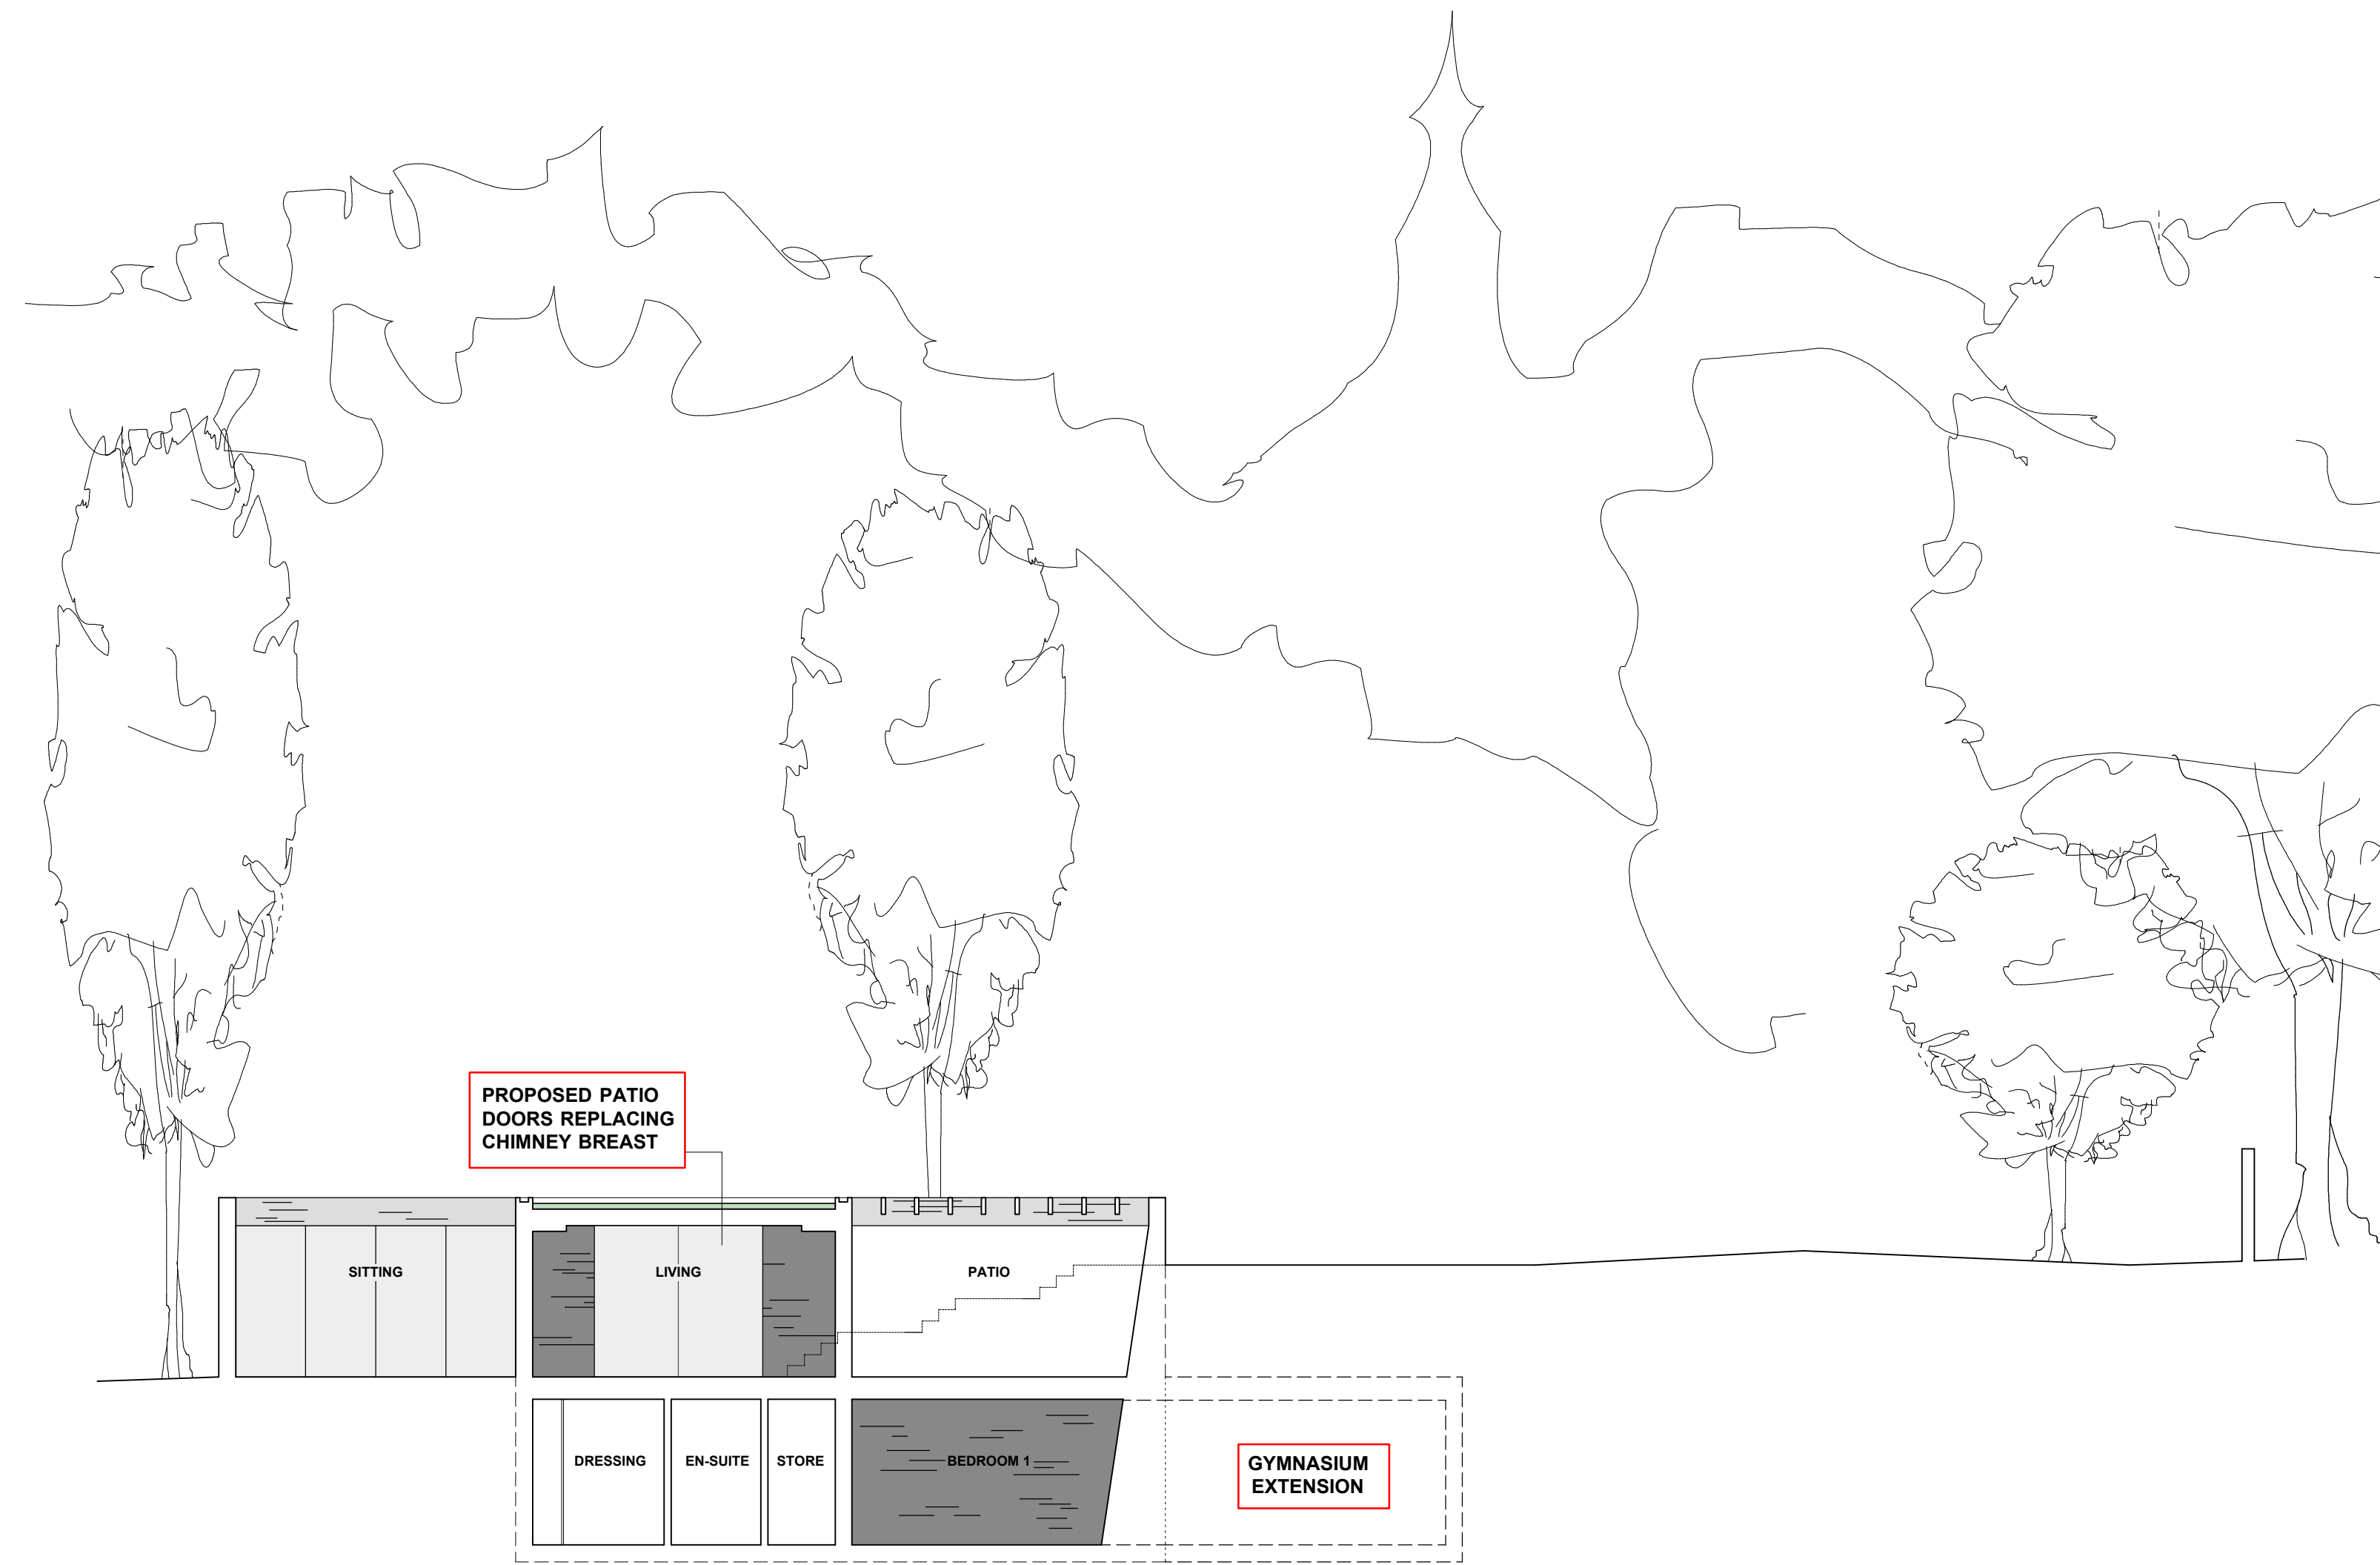 PROPOSED PATIO
DOORS REPLACING
CHIMNEY BREAST
SITTING
LIVING
PATIO
DRESSING
EN-SUITE
STORE
BEDROOM 1
GYMNASIUM
EXTENSION